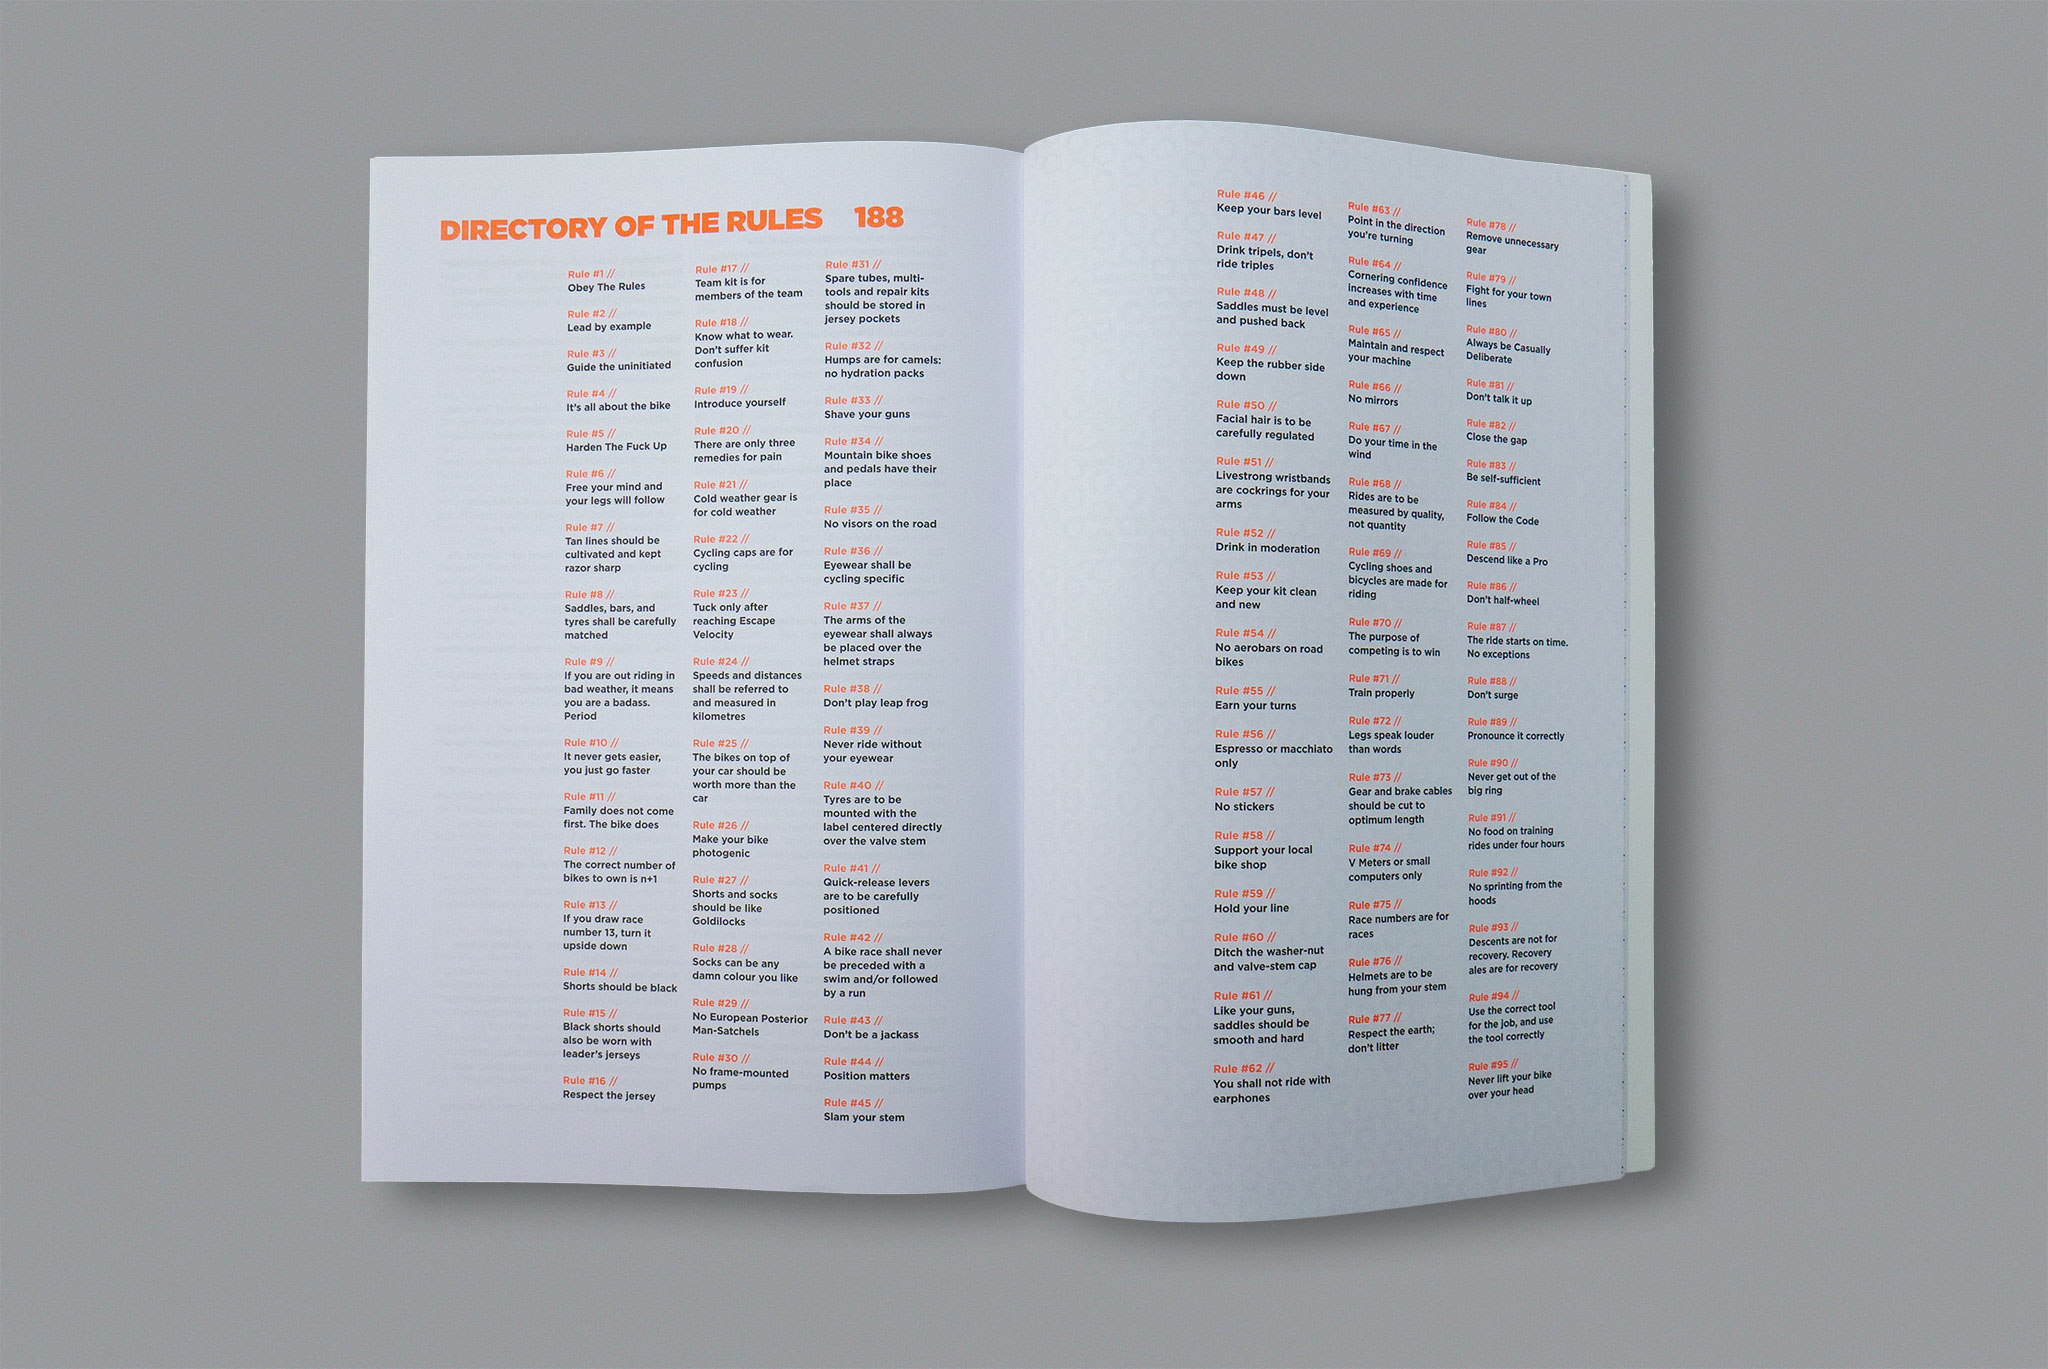 DIRECTORY OF THE RULES 188
Rule #1 //
Obey The Rules
Rule #2 //
Lead by example
Rule #3 //
Guide the uninitiated
Rule #4 //
It's all about the bike
Rule #5 //
Harden The Fuck Up
Rule #6 //
Free your mind and
your legs will follow
Rule #7 //
Tan lines should be
cultivated and kept
razor sharp
Rule #8 //
Saddles, bars, and
tyres shall be carefully
matched
Rule #9 //
If you are out riding in
bad weather, it means
you are a badass.
Period
Rule #10 //
It never gets easier,
you just go faster
Rule #11 //
Family does not come
first. The bike does
Rule #12 //
The correct number of
bikes to own is n+1
Rule #13 //
If you draw race
number 13, turn it
upside down
Rule #14 //
Shorts should be black
Rule #15 //
Black shorts should
also be worn with
leader's jerseys
Rule #16 //
Respect the jersey
Rule #17 //
Team kit is for
members of the team
Rule #18 //
Know what to wear.
Don't suffer kit
confusion
Rule #19 //
Introduce yourself
Rule #20 //
There are only three
remedies for pain
Rule #21 //
Cold weather gear is
for cold weather
Rule #22 //
Cycling caps are for
cycling
Rule #23 //
Tuck only after
reaching Escape
Velocity
Rule #24 //
Speeds and distances
shall be referred to
and measured in
kilometres
Rule #25 //
The bikes on top of
your car should be
worth more than the
car
Rule #26 //
Make your bike
photogenic
Rule #27 //
Shorts and socks
should be like
Goldilocks
Rule #28 //
Socks can be any
damn colour you like
Rule #29 //
No European Posterior
Man-Satchels
Rule #30 //
No frame-mounted
pumps
Rule #31 //
Spare tubes, multi-
tools and repair kits
should be stored in
jersey pockets
Rule #32 //
Humps are for camels:
no hydration packs
Rule #33 //
Shave your guns
Rule #34 //
Mountain bike shoes
and pedals have their
place
Rule #35 //
No visors on the road
Rule #36 //
Eyewear shall be
cycling specific
Rule #37 //
The arms of the
eyewear shall always
be placed over the
helmet straps
Rule #38 //
Don't play leap frog
Rule #39 //
Never ride without
your eyewear
Rule #40 //
Tyres are to be
mounted with the
label centered directly
over the valve stem
Rule #41 //
Quick-release levers
are to be carefully
positioned
Rule #42 //
A bike race shall never
be preceded with a
swim and/or followed
by a run
Rule #43 //
Don't be a jackass
Rule #44 //
Position matters
Rule #45 //
Slam your stem
Rule #46 //
Keep your bars level
Rule #47 //
Drink tripels, don't
ride triples
Rule #48 //
Saddles must be level
and pushed back
Rule #49 //
Keep the rubber side
down
Rule #50 //
Facial hair is to be
carefully regulated
Rule #51 //
Livestrong wristbands
are cockrings for your
arms
Rule #52 //
Drink in moderation
Rule #53 //
Keep your kit clean
and new
Rule #54 //
No aerobars on road
bikes
Rule #55 //
Earn your turns
Rule #56 //
Espresso or macchiato
only
Rule #57 //
No stickers
Rule #58 //
Support your local
bike shop
Rule #59 //
Hold your line
Rule #60 //
Ditch the washer-nut
and valve-stem cap
Rule #61 //
Like your guns,
saddles should be
smooth and hard
Rule #62 //
You shall not ride with
earphones
Rule #63 //
Point in the direction
you're turning
Rule #64 //
Cornering confidence
increases with time
and experience
Rule #65 //
Maintain and respect
your machine
Rule #66 //
No mirrors
Rule #67 //
Do your time in the
wind
Rule #68 //
Rides are to be
measured by quality,
not quantity
Rule #69 //
Cycling shoes and
bicycles are made for
riding
Rule #70 //
The purpose of
competing is to win
Rule #71 //
Train properly
Rule #72 //
Legs speak louder
than words
Rule #73 //
Gear and brake cables
should be cut to
optimum length
Rule #74 //
V Meters or small
computers only
Rule #75 //
Race numbers are for
races
Rule #76 //
Helmets are to be
hung from your stem
Rule #77 //
Respect the earth;
don't litter
Rule #78 //
Remove unnecessary
gear
Rule #79 //
Fight for your town
lines
Rule #80 //
Always be Casually
Deliberate
Rule #81 //
Don't talk it up
Rule #82 //
Close the gap
Rule #83 //
Be self-sufficient
Rule #84 //
Follow the Code
Rule #85 //
Descend like a Pro
Rule #86 //
Don't half-wheel
Rule #87 //
The ride starts on time.
No exceptions
Rule #88 //
Don't surge
Rule #89 //
Pronounce it correctly
Rule #90 //
Never get out of the
big ring
Rule #91 //
No food on training
rides under four hours
Rule #92 //
No sprinting from the
hoods
Rule #93 //
Descents are not for
recovery. Recovery
ales are for recovery
Rule #94 //
Use the correct tool
for the job, and use
the tool correctly
Rule #95 //
Never lift your bike
over your head